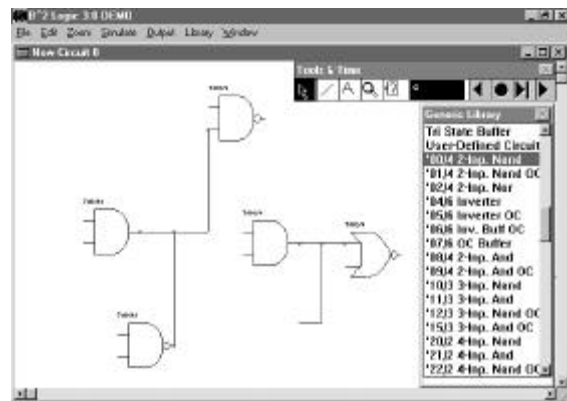 B^2 Logic 3.0 DEMO
File Edit Zoom Simulate Output Library Window
New Circuit 0
Tools & Time
A
Generic Library
Tri State Buffer
User-Defined Circuit
'00/4 2-Inp. Nand
'01/4 2-Inp. Nand OC
'02/4 2-Inp. Nor
'04/6 Inverter
'05/6 Inverter OC
'06/6 Inv. Buff OC
'07/6 OC Buffer
'08/4 2-Inp. And
'09/4 2-Inp. And OC
'10/3 3-Inp. Nand
'11/3 3-Inp. And
'12/3 3-Inp. Nand OC
'15/3 3-Inp. And OC
'20/2 4-Inp. Nand
'21/2 4-Inp. And
'22/2 4-Inp. Nand OC